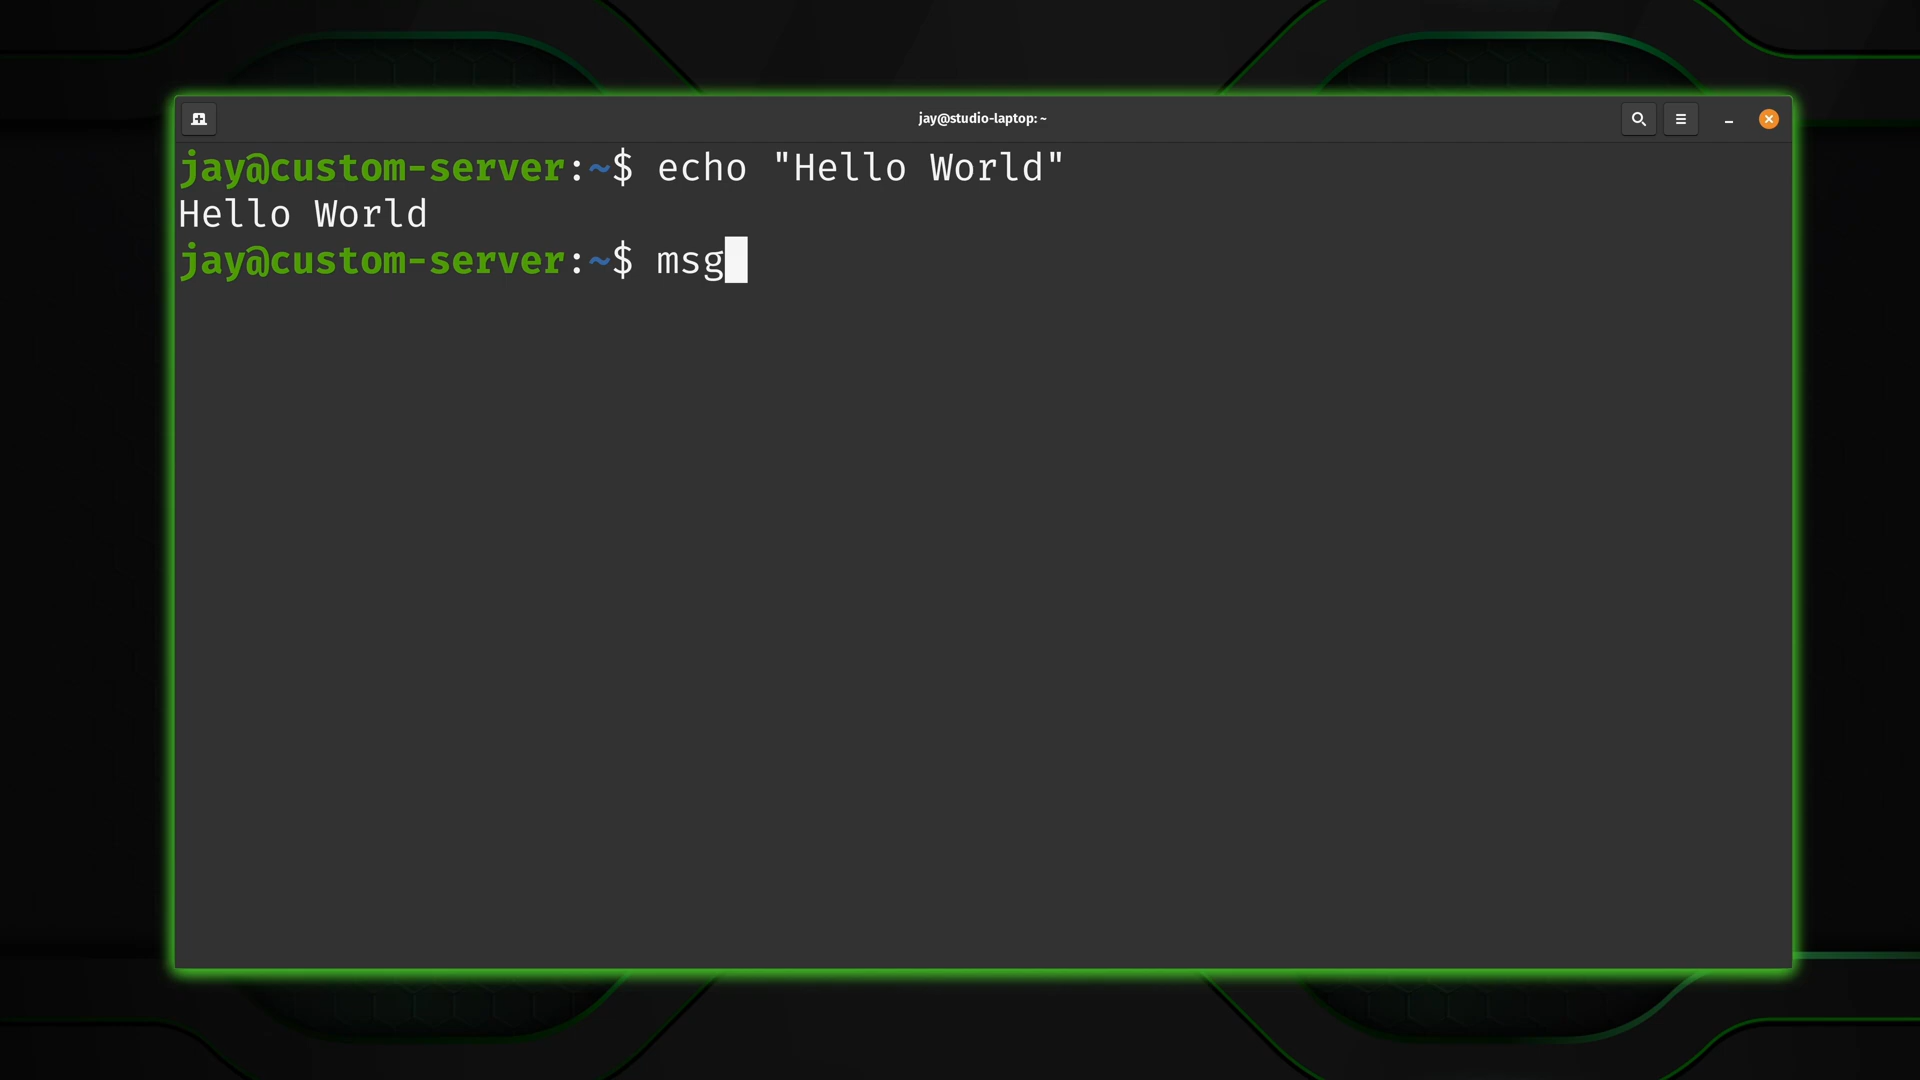 jay@studio-laptop: ~
jay@custom-server:~$ echo "Hello World"
Hello World
jay@custom-server:~$ msg